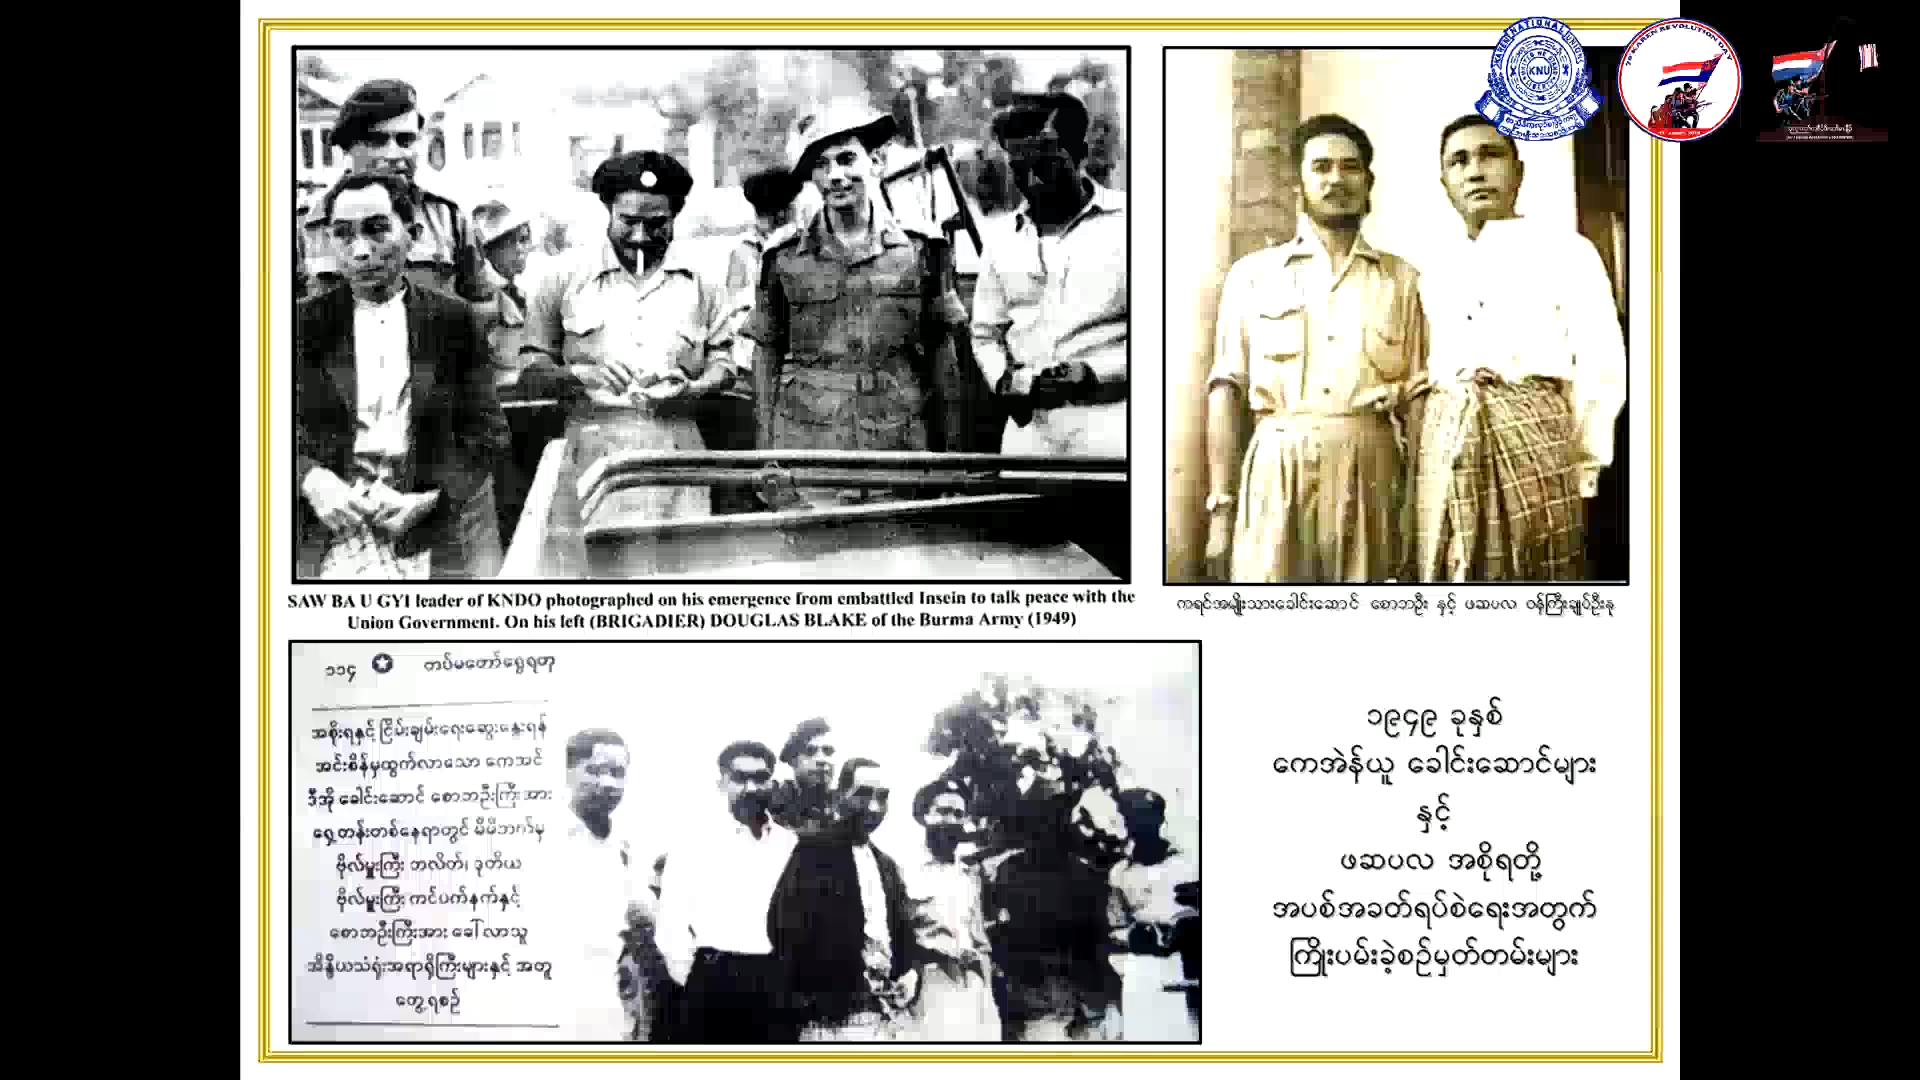 KAREN NATIONAL UNION
KNU
SAW BA U GYI leader of KNDO photographed on his emergence from embattled Insein to talk peace with the
Union Government. On his left (BRIGADIER) DOUGLAS BLAKE of the Burma Army (1949)
ကရင်အမျိုးသားခေါင်းဆောင် စောဘဦး နှင့် ဖဆပလ ဝန်ကြီးချုပ်ဦးနု
၁၁၄ တပ်မတော်ရွှေရတု
အစိုးရနှင့် ငြိမ်းချမ်းရေးဆွေးနွေးရန်
အင်းစိန်မှထွက်လာသော ကေအင်
ဒီအို ခေါင်းဆောင် စောဘဦးကြီးအား
ရှေ့တန်းတစ်နေရာတွင် မိမိဘက်မှ
ဗိုလ်မှူးကြီး ဘလိတ်၊ ဒုတိယ
ဗိုလ်မှူးကြီး ကင်ပက်နက်နှင့်
စောဘဦးကြီးအား ခေါ်လာသူ
အိန္ဒိယသံရုံးအရာရှိကြီးများနှင့် အတူ
တွေ့ရစဉ်
၁၉၄၉ ခုနှစ်
ကေအဲန်ယူ ခေါင်းဆောင်များ
နှင့်
ဖဆပလ အစိုရတို့
အပစ်အခတ်ရပ်စဲရေးအတွက်
ကြိုးပမ်းခဲ့စဉ်မှတ်တမ်းများ